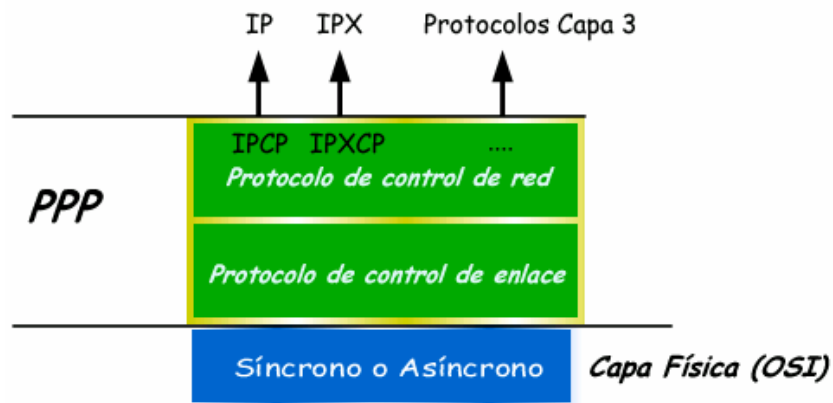 IP IPX Protocolos Capa 3
IPCP IPXCP ....
Protocolo de control de red
PPP
Protocolo de control de enlace
Síncrono o Asíncrono Capa Física (OSI)